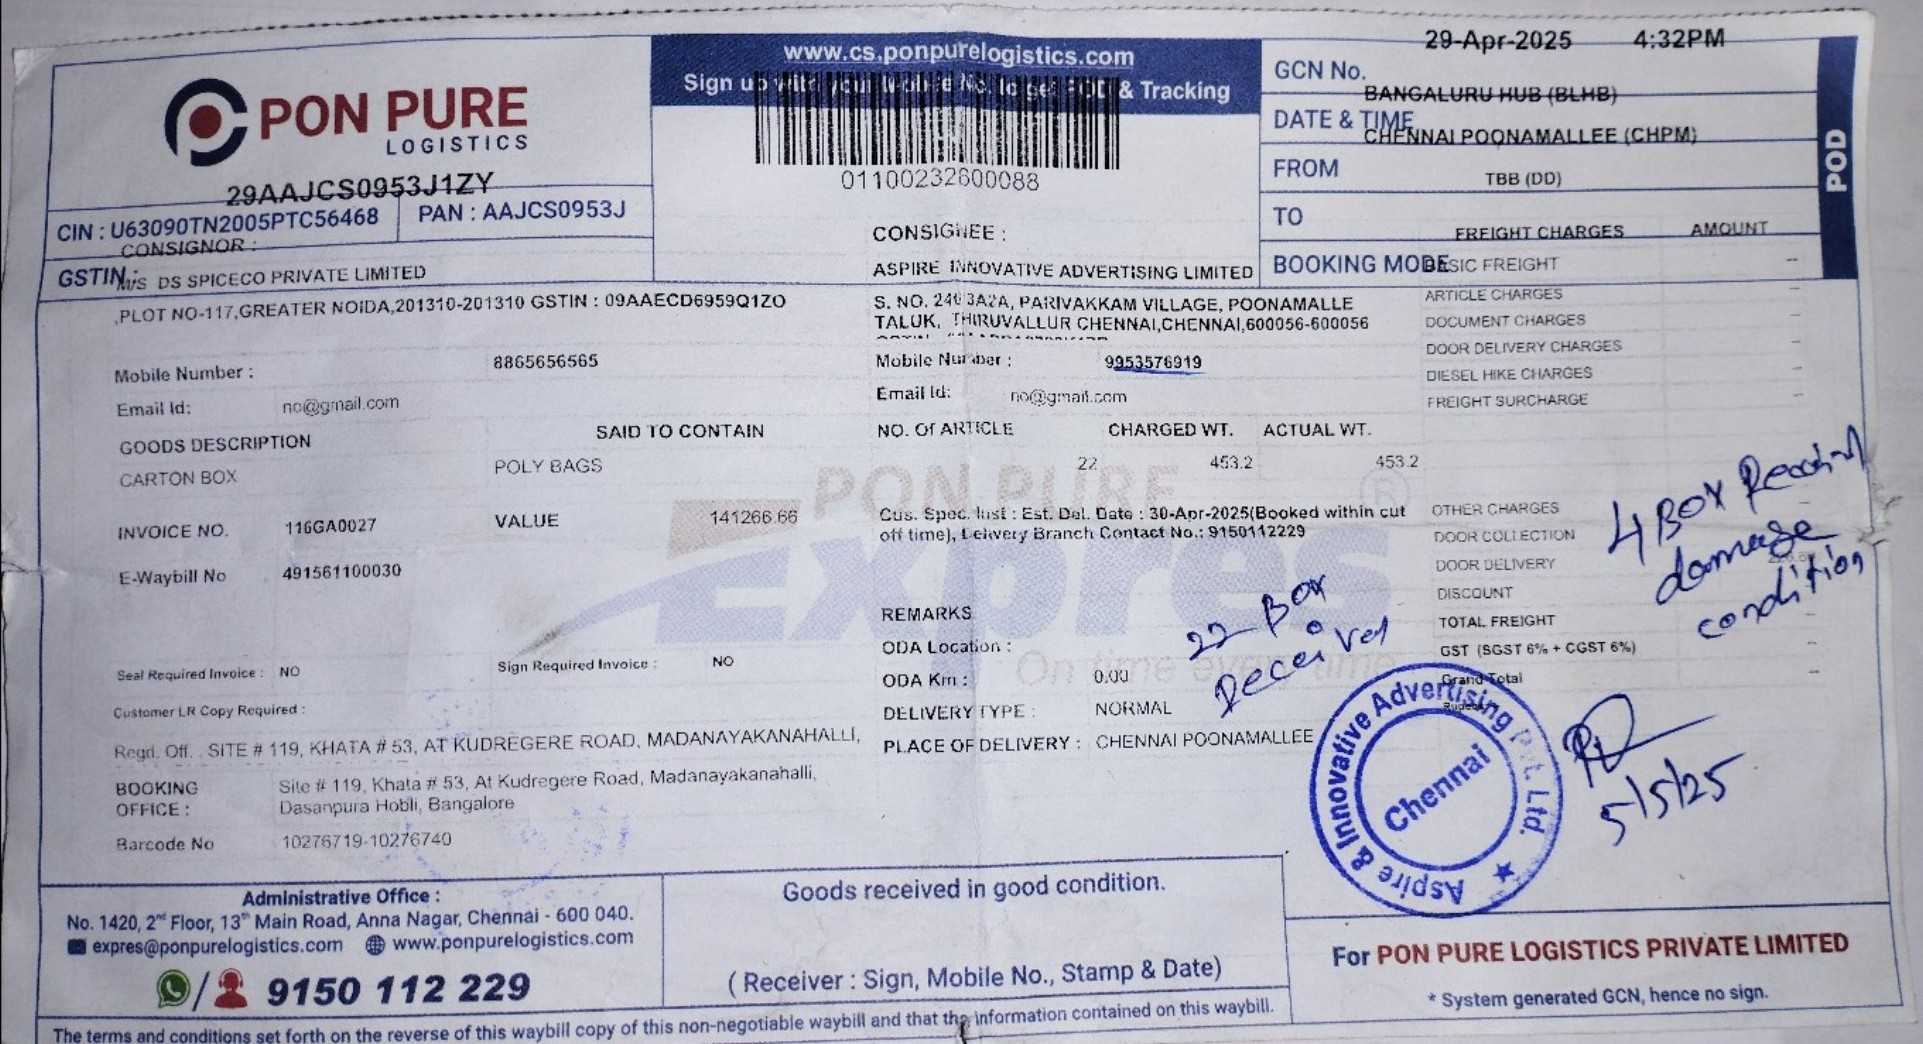 www.cs.ponpurelogistics.com
Sign up with your Mobile No. to get POD & Tracking
01100232600088
PON PURE
LOGISTICS
29AAJCS0953J1ZY
CIN : U63090TN2005PTC56468
PAN : AAJCS0953J
CONSIGNOR :
GSTIN
M/S DS SPICECO PRIVATE LIMITED
,PLOT NO-117,GREATER NOIDA,201310-201310 GSTIN : 09AAECD6959Q1ZO
Mobile Number :
8865656565
Email Id:
no@gmail.com
CONSIGNEE :
ASPIRE INNOVATIVE ADVERTISING LIMITED
S. NO. 240 3A2A, PARIVAKKAM VILLAGE, POONAMALLE
TALUK, THIRUVALLUR CHENNAI,CHENNAI,600056-600056
Mobile Number :
9953576919
Email Id:
no@gmail.com
29-Apr-2025 4:32PM
GCN No.
BANGALURU HUB (BLHB)
DATE & TIME
CHENNAI POONAMALLEE (CHPM)
FROM
TBB (DD)
TO
FREIGHT CHARGES AMOUNT
BOOKING MODE
BASIC FREIGHT -
ARTICLE CHARGES -
DOCUMENT CHARGES -
DOOR DELIVERY CHARGES -
DIESEL HIKE CHARGES -
FREIGHT SURCHARGE -
POD
GOODS DESCRIPTION
SAID TO CONTAIN
NO. Of ARTICLE
CHARGED WT.
ACTUAL WT.
CARTON BOX
POLY BAGS
22
453.2
453.2
INVOICE NO.
116GA0027
VALUE
141266.66
E-Waybill No
491561100030
Cus. Spec. Inst : Est. Del. Date : 30-Apr-2025(Booked within cut
off time), Delivery Branch Contact No.: 9150112229
PON PURE
®
Expres
On time every time
OTHER CHARGES
DOOR COLLECTION
DOOR DELIVERY
DISCOUNT
TOTAL FREIGHT
GST (SGST 6% + CGST 6%)
Grand Total
Rupees
4 BOX
damage
condition
REMARKS
ODA Location :
ODA Km :
0.00
DELIVERY TYPE :
NORMAL
PLACE OF DELIVERY :
CHENNAI POONAMALLEE
22 Box
Received
Seal Required Invoice : NO
Sign Required Invoice : NO
Customer LR Copy Required :
Regd. Off. . SITE # 119, KHATA # 53, AT KUDREGERE ROAD, MADANAYAKANAHALLI,
BOOKING
OFFICE :
Site # 119, Khata # 53, At Kudregere Road, Madanayakanahalli,
Dasanpura Hobli, Bangalore
Barcode No
10276719-10276740
Aspire & Innovative Advertising Pvt. Ltd.
Chennai
5/5/25
Administrative Office :
No. 1420, 2nd Floor, 13th Main Road, Anna Nagar, Chennai - 600 040.
expres@ponpurelogistics.com www.ponpurelogistics.com
/ 9150 112 229
Goods received in good condition.
( Receiver : Sign, Mobile No., Stamp & Date)
For PON PURE LOGISTICS PRIVATE LIMITED
* System generated GCN, hence no sign.
The terms and conditions set forth on the reverse of this waybill copy of this non-negotiable waybill and that the information contained on this waybill.